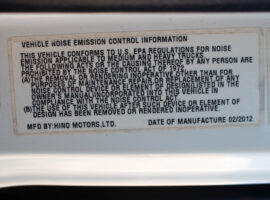 VEHICLE NOISE EMISSION CONTROL INFORMATION
THIS VEHICLE CONFORMS TO U.S. EPA REGULATIONS FOR NOISE
EMISSION APPLICABLE TO MEDIUM AND HEAVY TRUCKS.
THE FOLLOWING ACTS OR THE CAUSING THEREOF BY ANY PERSON ARE
PROHIBITED BY THE NOISE CONTROL ACT OF 1972.
(A) THE REMOVAL OR RENDERING INOPERATIVE OTHER THAN FOR
PURPOSES OF MAINTENANCE REPAIR OR REPLACEMENT OF ANY
NOISE CONTROL DEVICE OR ELEMENT OF DESIGN(LISTED IN THE
OWNER'S MANUAL)INCORPORATED INTO THIS VEHICLE IN
COMPLIANCE WITH THE NOISE CONTROL ACT
(B) THE USE OF THIS VEHICLE AFTER SUCH DEVICE OR ELEMENT OF
DESIGN HAS BEEN REMOVED OR RENDERED INOPERATIVE.
MFD BY:HINO MOTORS,LTD. DATE OF MANUFACTURE 02/2012